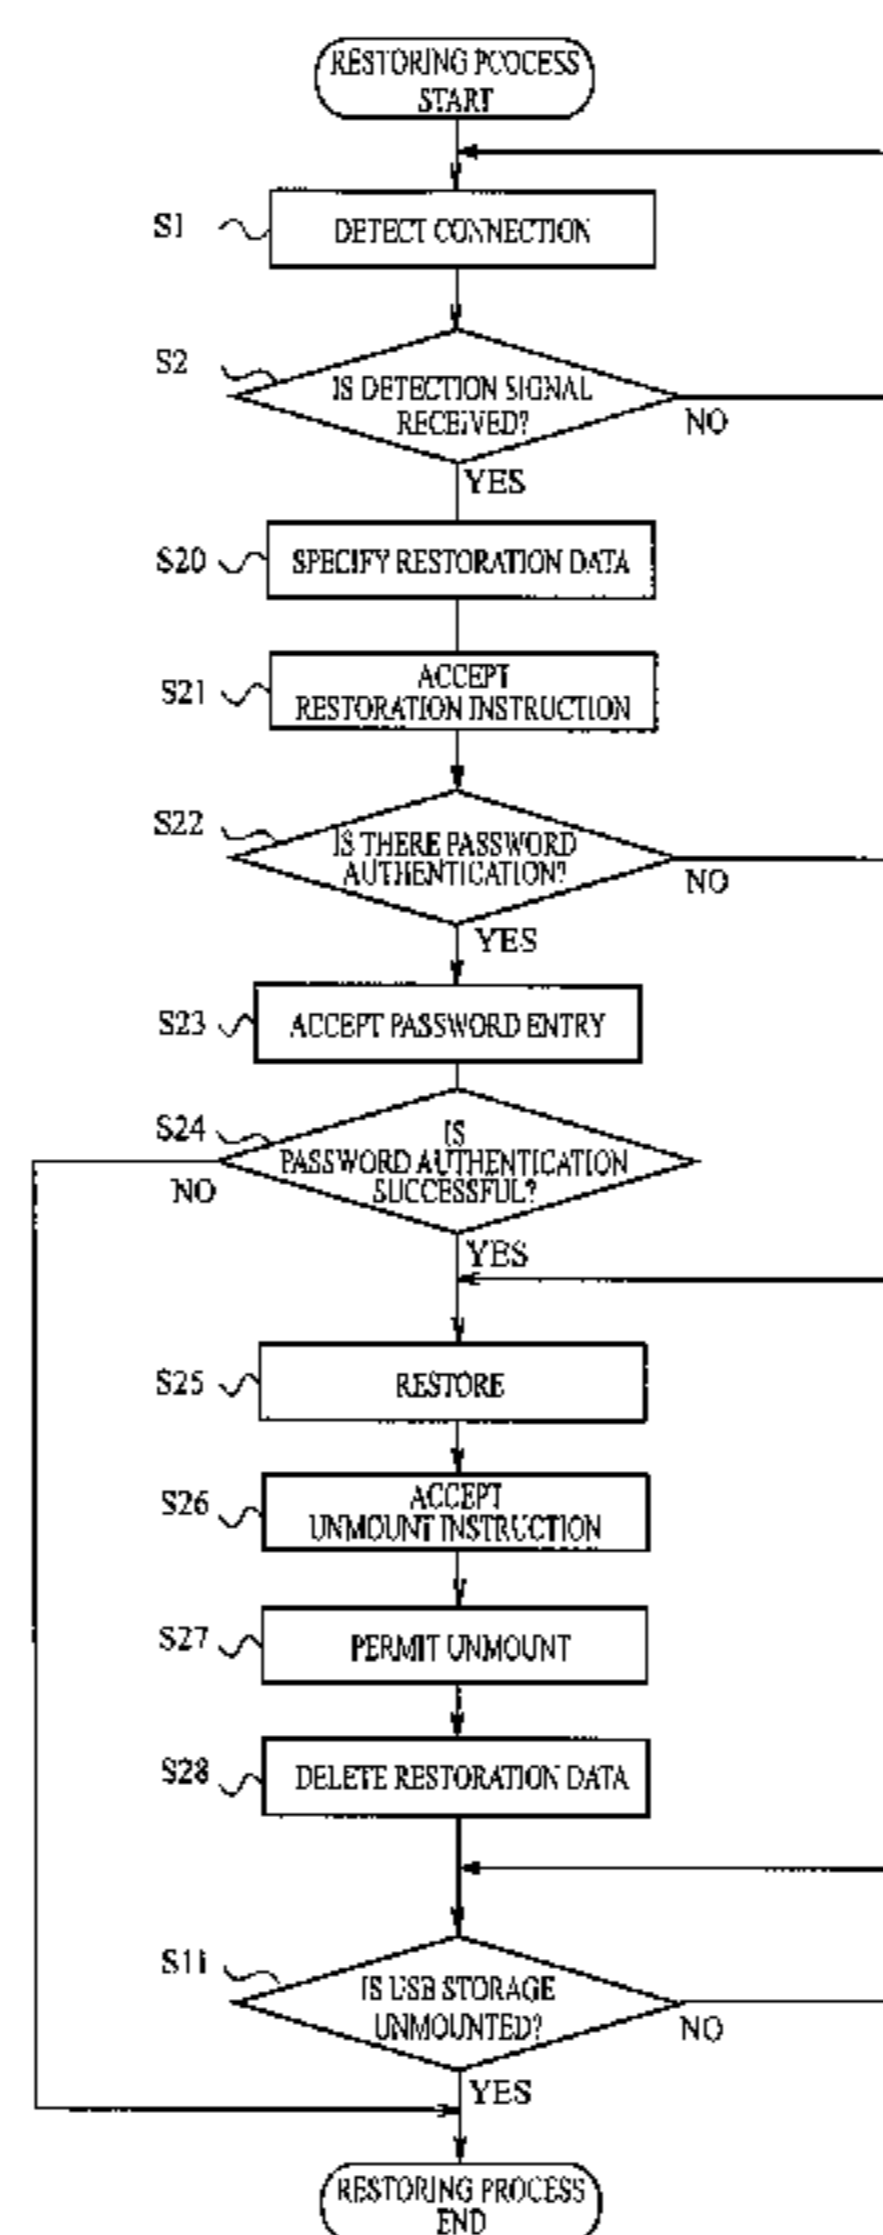 RESTORING POOCESS
START
S1
DETECT CONNECTION
S2
IS DETECTION SIGNAL
RECEIVED?
NO
YES
S20
SPECIFY RESTORATION DATA
S21
ACCEPT
RESTORATION INSTRUCTION
S22
IS THERE PASSWORD
AUTHENTICATION?
NO
YES
S23
ACCEPT PASSWORD ENTRY
S24
IS
PASSWORD AUTHENTICATION
SUCCESSFUL?
NO
YES
S25
RESTORE
S26
ACCEPT
UNMOUNT INSTRUCTION
S27
PERMIT UNMOUNT
S28
DELETE RESTORATION DATA
S11
IS USB STORAGE
UNMOUNTED?
NO
YES
RESTORING PROCESS
END